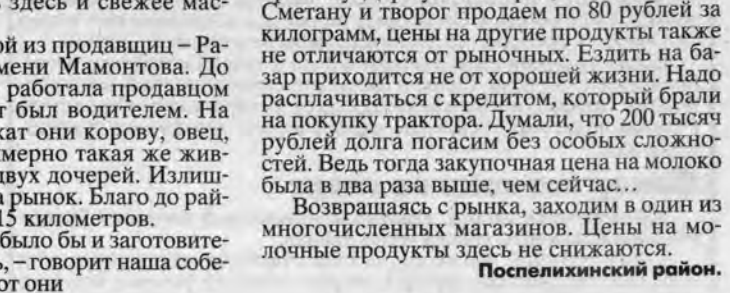 здесь и свежее мас-
ой из продавщиц – Ра-
мени Мамонтова. До
работала продавцом
т был водителем. На
жат они корову, овец,
имерно такая же жив-
двух дочерей. Излиш-
а рынок. Благо до рай-
15 километров.
было бы и заготовите-
ь, – говорит наша собе-
от они
Сметану и творог продаем по 80 рублей за
килограмм, цены на другие продукты также
не отличаются от рыночных. Ездить на ба-
зар приходится не от хорошей жизни. Надо
расплачиваться с кредитом, который брали
на покупку трактора. Думали, что 200 тысяч
рублей долга погасим без особых сложно-
стей. Ведь тогда закупочная цена на молоко
была в два раза выше, чем сейчас...
Возвращаясь с рынка, заходим в один из
многочисленных магазинов. Цены на мо-
лочные продукты здесь не снижаются.
Поспелихинский район.